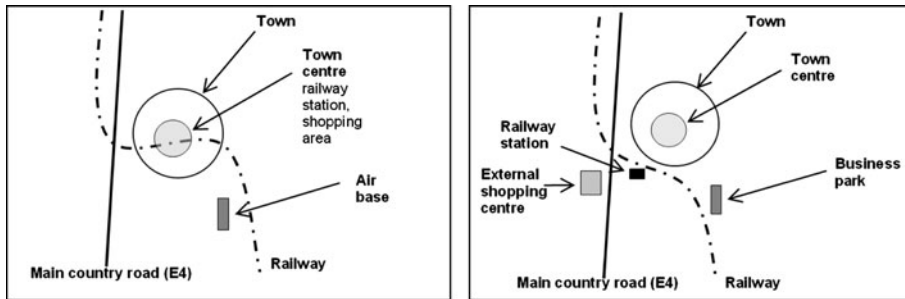 Town
Town
centre
railway
station,
shopping
area
Air
base
Main country road (E4)
Railway
Town
Town
centre
Railway
station
External
shopping
centre
Business
park
Main country road (E4)
Railway